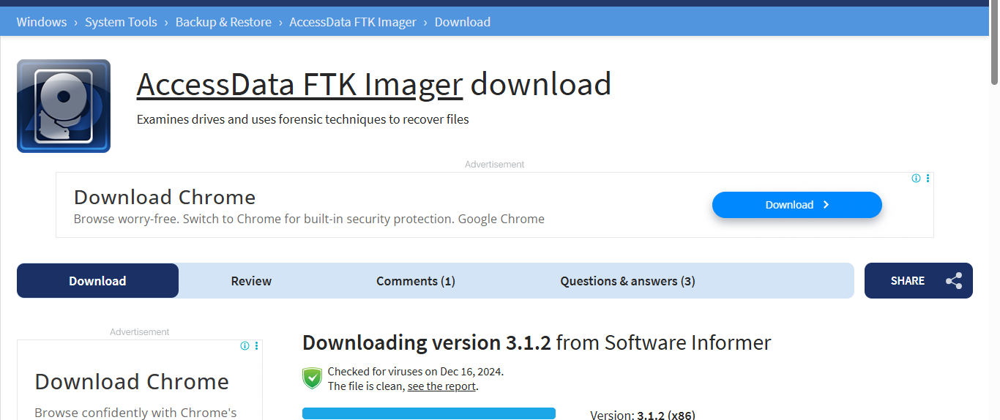 Windows › System Tools › Backup & Restore › AccessData FTK Imager › Download
AccessData FTK Imager download
Examines drives and uses forensic techniques to recover files
Advertisement
Download Chrome
Browse worry-free. Switch to Chrome for built-in security protection. Google Chrome
Download
Download
Review
Comments (1)
Questions & answers (3)
SHARE
Advertisement
Download Chrome
Browse confidently with Chrome's
Downloading version 3.1.2 from Software Informer
Checked for viruses on Dec 16, 2024.
The file is clean, see the report.
Version: 3.1.2 (x86)